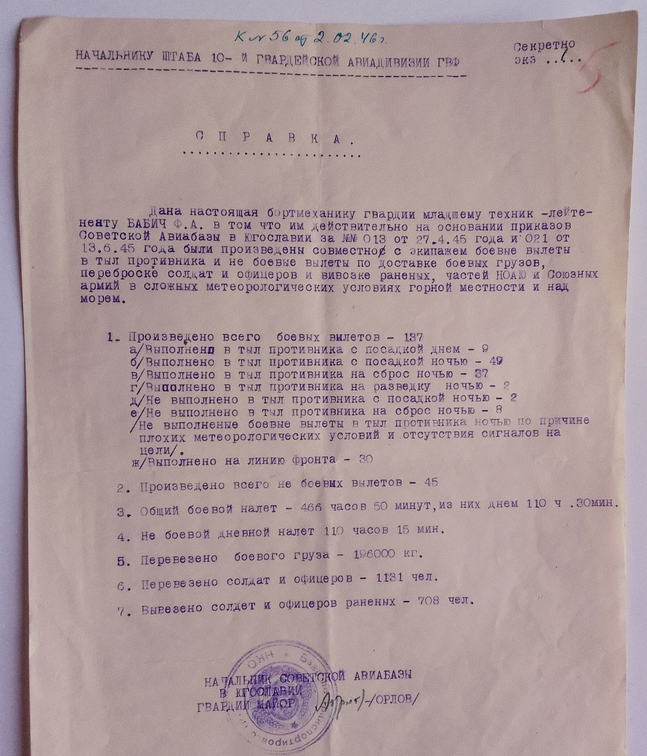 К № 56 от 2.02.46 г.
Секретно
экз ..1..
НАЧАЛЬНИКУ ШТАБА 10- Й ГВАРДЕЙСКОЙ АВИАДИВИЗИИ ГВФ
5
С П Р А В К А .
Дана настоящая бортмеханику гвардии младшему техник -лейте-
ненту БАБИЧ Ф.А. в том что им действительно на основании приказов
Советской Авиабазы в Югославии за №№ 013 от 27.4.45 года и 021 от
13.6.45 года были произведены совместно с экипажем боевые вылеты
в тыл противника и не боевые вылеты по доставке боевых грузов,
переброске солдат и офицеров и вывозке раненых, частей НОАЮ и Союзных
армий в сложных метеорологических условиях горной местности и над
морем.
1. Произведено всего боевых вылетов - 137
а/Выполнено в тыл противника с посадкой днем - 9
б/Выполнено в тыл противника с посадкой ночью - 49
в/Выполнено в тыл противника на сброс ночью - 37
г/Выполнено в тыл противника на разведку ночью - 2
д/Не выполнено в тыл противника с посадкой ночью - 2
е/Не выполнено в тыл противника на сброс ночью - 8
/Не выполненые боевые вылеты в тыл противника ночью по причине
плохих метеорологических условий и отсутствия сигналов на
цели/.
ж/Выполнено на линию фронта - 30
2. Произведено всего не боевых вылетов - 45
3. Общий боевой налет - 466 часов 50 минут,из них днем 110 ч .30мин.
4. Не боевой дневной налет 110 часов 15 мин.
5. Перевезено боевого груза - 196000 кг.
6. Перевезено солдат и офицеров - 1131 чел.
7. Вывезено солдет и офицеров раненых - 708 чел.
НАЧАЛЬНИК СОВЕТСКОЙ АВИАБАЗЫ
В ЮГОСЛАВИИ
ГВАРДИИ МАЙОР /ОРЛОВ/
НКО